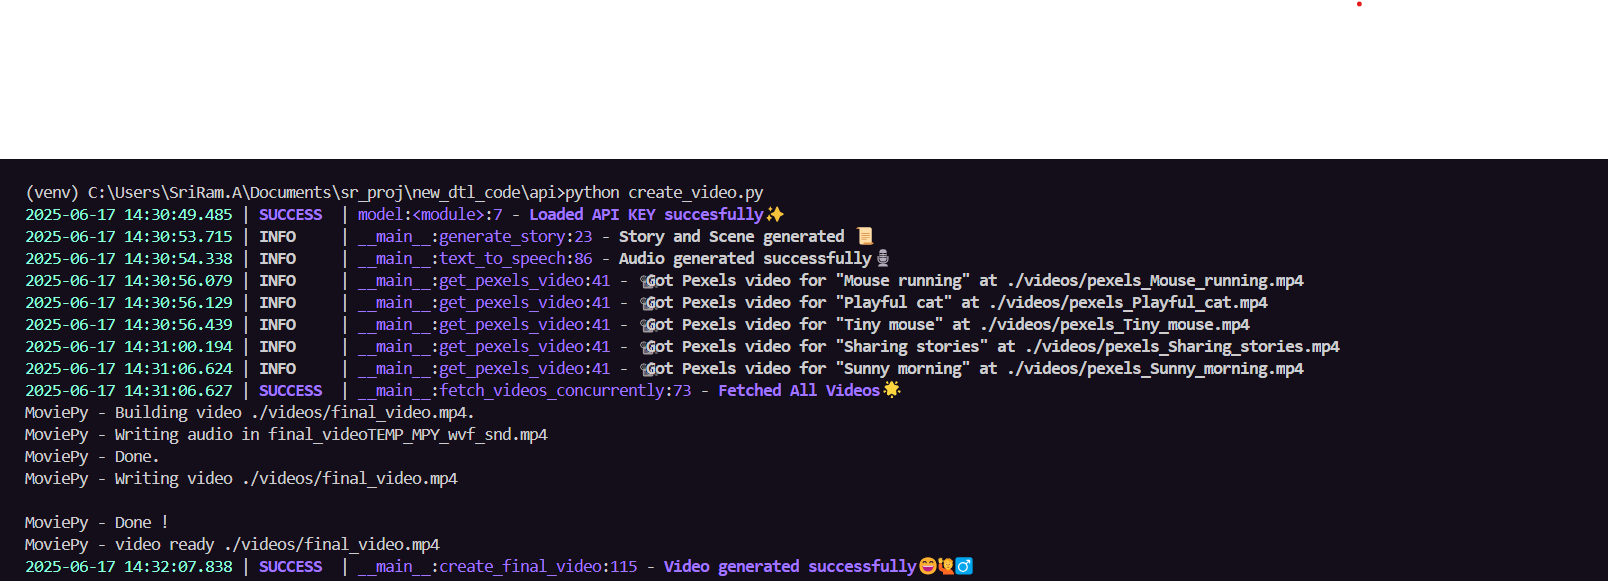 (venv) C:\Users\SriRam.A\Documents\sr_proj\new_dtl_code\api>python create_video.py
2025-06-17 14:30:49.485 | SUCCESS  | model:<module>:7 - Loaded API KEY succesfully✨
2025-06-17 14:30:53.715 | INFO     | __main__:generate_story:23 - Story and Scene generated 📜
2025-06-17 14:30:54.338 | INFO     | __main__:text_to_speech:86 - Audio generated successfully🎙
2025-06-17 14:30:56.079 | INFO     | __main__:get_pexels_video:41 - 📽Got Pexels video for "Mouse running" at ./videos/pexels_Mouse_running.mp4
2025-06-17 14:30:56.129 | INFO     | __main__:get_pexels_video:41 - 📽Got Pexels video for "Playful cat" at ./videos/pexels_Playful_cat.mp4
2025-06-17 14:30:56.439 | INFO     | __main__:get_pexels_video:41 - 📽Got Pexels video for "Tiny mouse" at ./videos/pexels_Tiny_mouse.mp4
2025-06-17 14:31:00.194 | INFO     | __main__:get_pexels_video:41 - 📽Got Pexels video for "Sharing stories" at ./videos/pexels_Sharing_stories.mp4
2025-06-17 14:31:06.624 | INFO     | __main__:get_pexels_video:41 - 📽Got Pexels video for "Sunny morning" at ./videos/pexels_Sunny_morning.mp4
2025-06-17 14:31:06.627 | SUCCESS  | __main__:fetch_videos_concurrently:73 - Fetched All Videos🌟
MoviePy - Building video ./videos/final_video.mp4.
MoviePy - Writing audio in final_videoTEMP_MPY_wvf_snd.mp4
MoviePy - Done.
MoviePy - Writing video ./videos/final_video.mp4
MoviePy - Done !
MoviePy - video ready ./videos/final_video.mp4
2025-06-17 14:32:07.838 | SUCCESS  | __main__:create_final_video:115 - Video generated successfully😄🙋♂